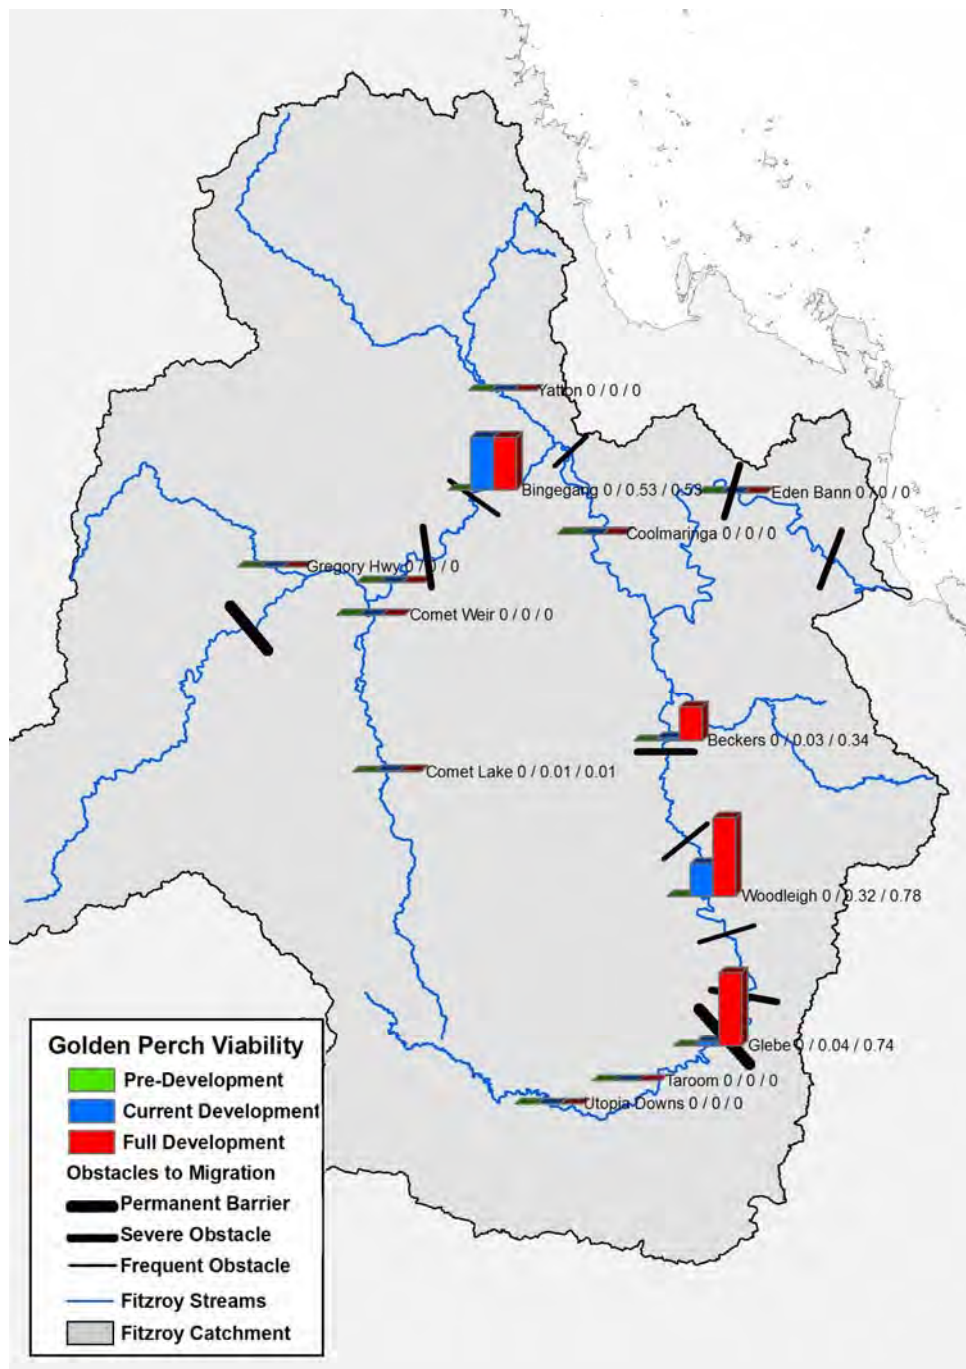 Yatton 0 / 0 / 0
Bingegang 0 / 0.53 / 0.53
Eden Bann 0 / 0 / 0
Coolmaringa 0 / 0 / 0
Gregory Hwy 0 / 0 / 0
Comet Weir 0 / 0 / 0
Beckers 0 / 0.03 / 0.34
Comet Lake 0 / 0.01 / 0.01
Woodleigh 0 / 0.32 / 0.78
Glebe 0 / 0.04 / 0.74
Taroom 0 / 0 / 0
Utopia Downs 0 / 0 / 0
Golden Perch Viability
Pre-Development
Current Development
Full Development
Obstacles to Migration
Permanent Barrier
Severe Obstacle
Frequent Obstacle
Fitzroy Streams
Fitzroy Catchment